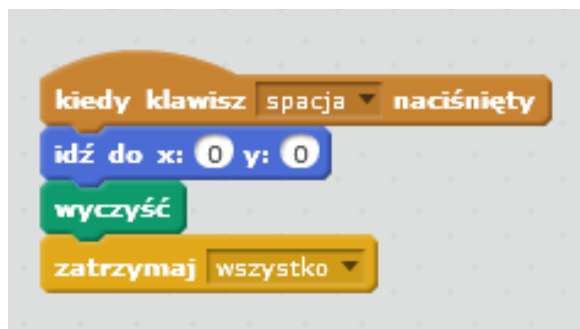 kiedy klawisz spacja naciśnięty
idź do x: 0 y: 0
wyczyść
zatrzymaj wszystko